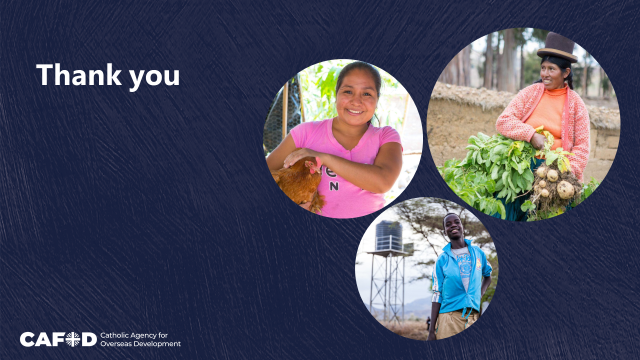 Thank you
CAFOD
Catholic Agency for
Overseas Development